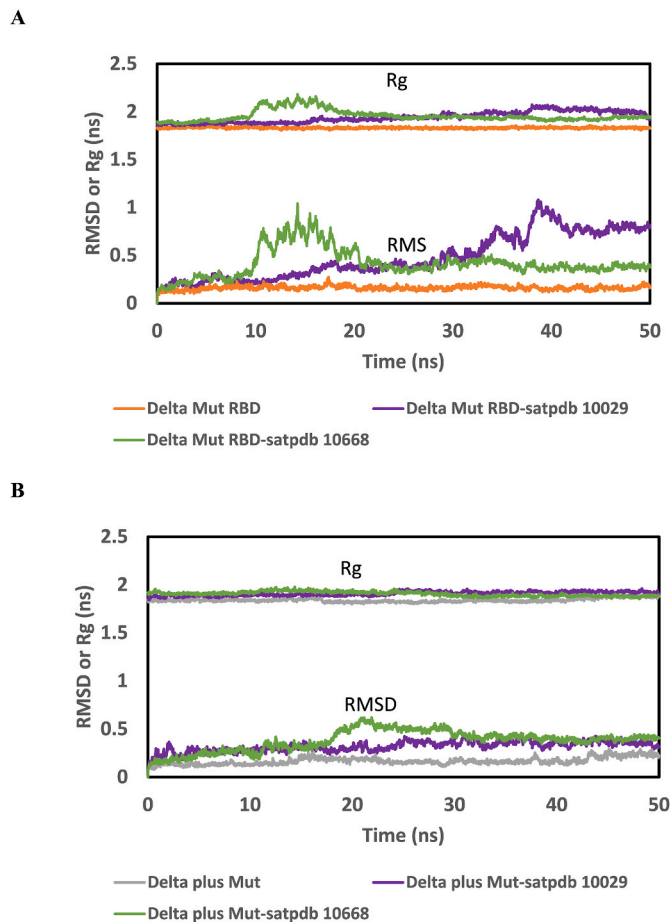 A
2.5
Rg
2
1.5
RMSD or Rg (ns)
1
RMS
0.5
0
0 10 20 30 40 50
Time (ns)
Delta Mut RBD Delta Mut RBD-satpdb 10029
Delta Mut RBD-satpdb 10668
B
2.5
2
Rg
1.5
RMSD or Rg (ns)
1
RMSD
0.5
0
0 10 20 30 40 50
Time (ns)
Delta plus Mut Delta plus Mut-satpdb 10029
Delta plus Mut-satpdb 10668